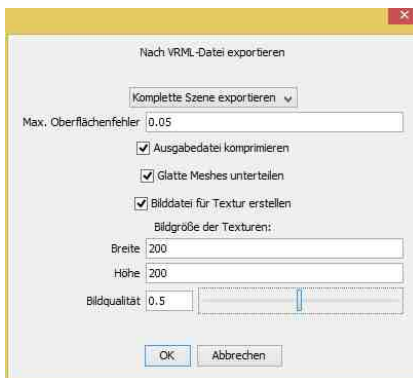 Nach VRML-Datei exportieren
Komplette Szene exportieren
Max. Oberflächenfehler 0.05
Ausgabedatei komprimieren
Glatte Meshes unterteilen
Bilddatei für Textur erstellen
Bildgröße der Texturen:
Breite 200
Höhe 200
Bildqualität 0.5
OK Abbrechen